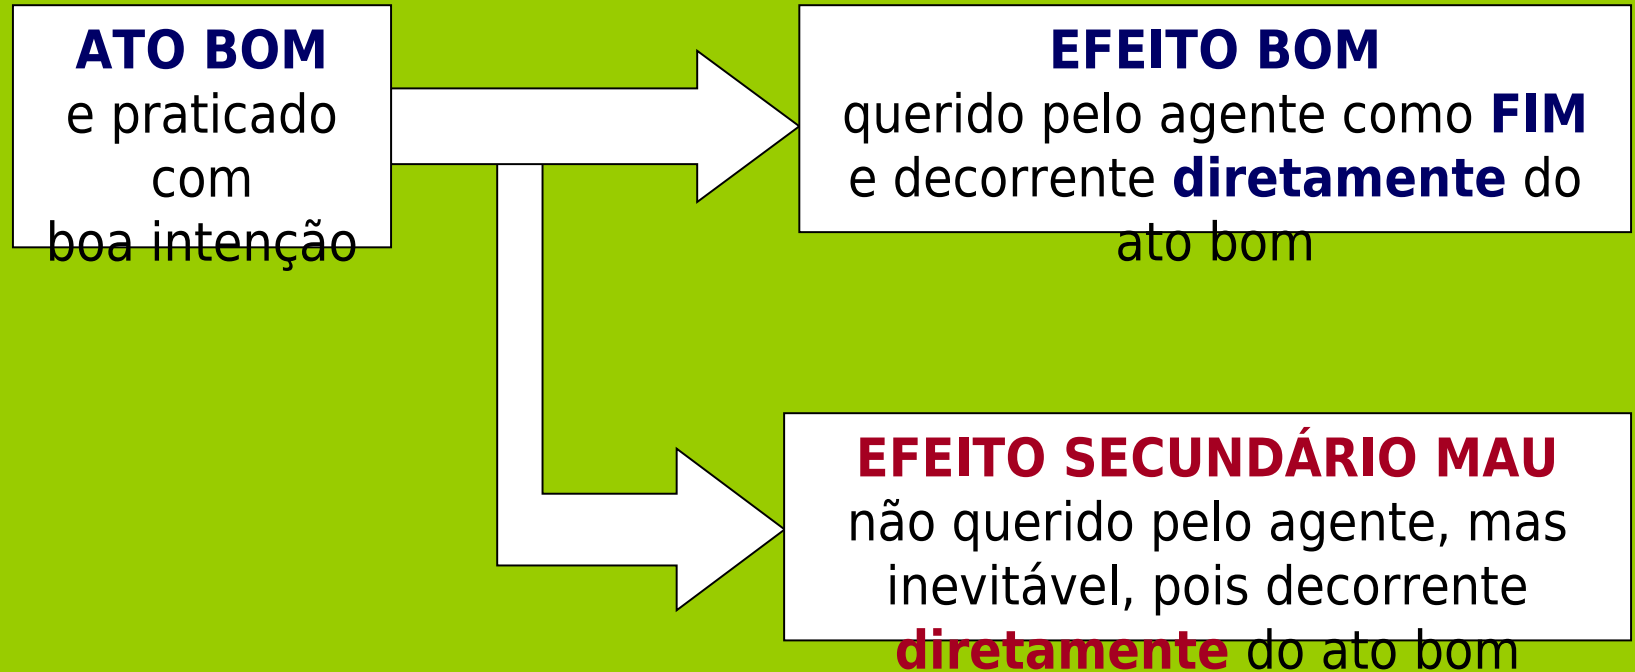 ATO BOM
e praticado
com
boa intenção
EFEITO BOM
querido pelo agente como FIM
e decorrente diretamente do
ato bom
EFEITO SECUNDÁRIO MAU
não querido pelo agente, mas
inevitável, pois decorrente
diretamente do ato bom